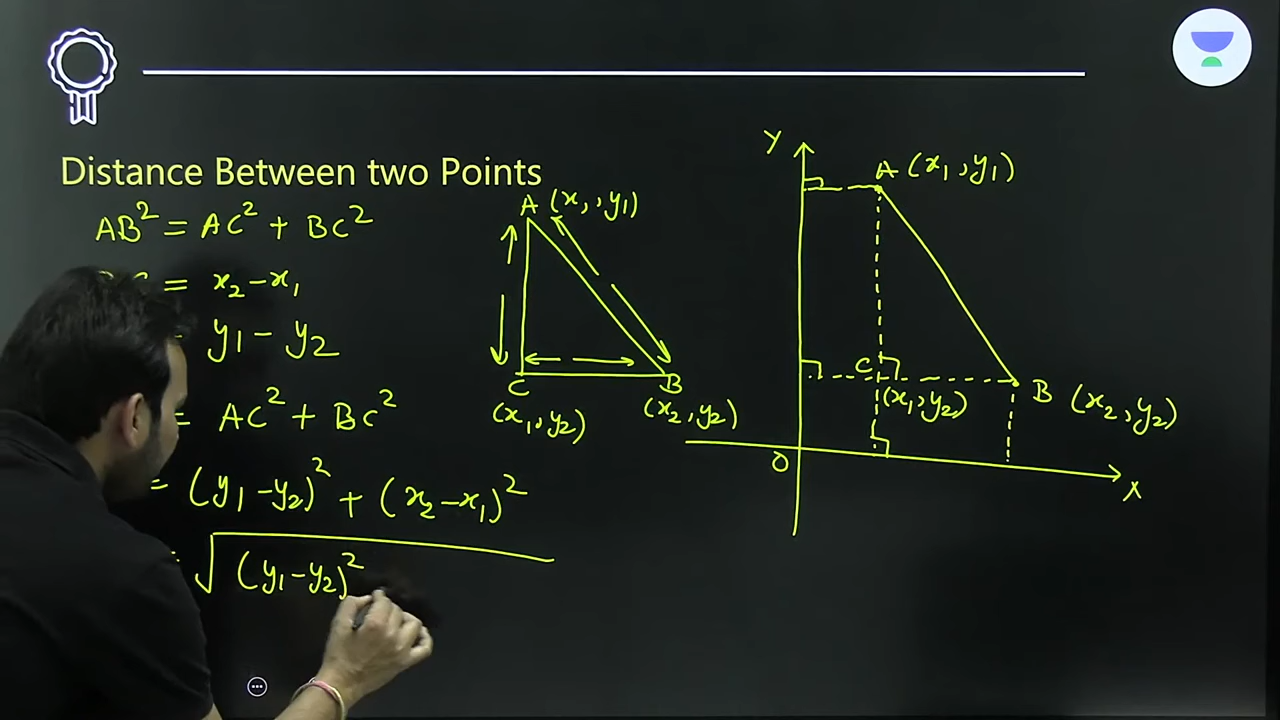 Distance Between two Points
AB² = AC² + BC²
= x₂-x₁
y₁ - y₂
= AC² + BC²
= (y₁-y₂)² + (x₂-x₁)²
= √(y₁-y₂)²
A (x₁,y₁)
C
B
(x₁,y₂)
(x₂,y₂)
Y
A (x₁,y₁)
C
(x₁,y₂)
B (x₂,y₂)
O
X